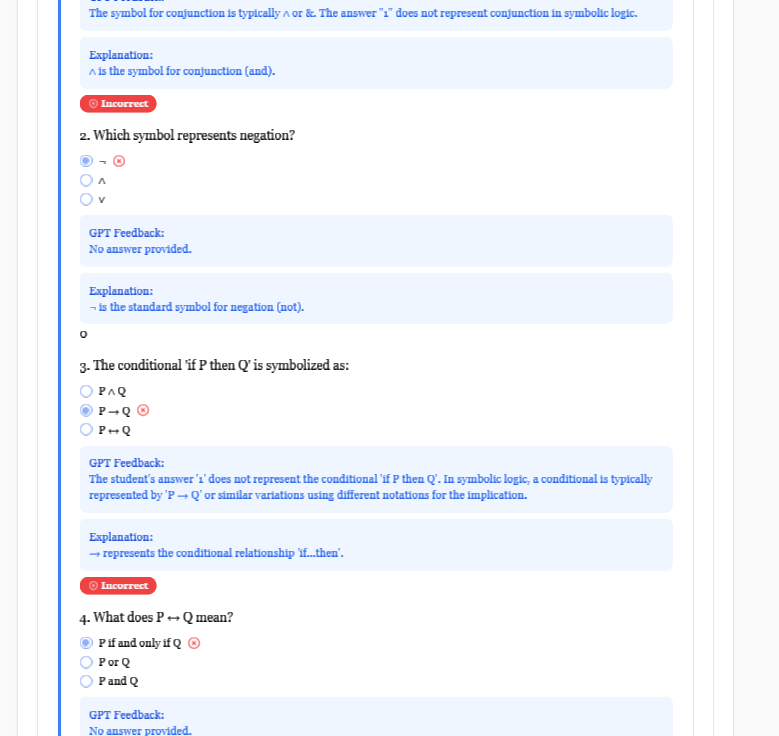 The symbol for conjunction is typically ∧ or &. The answer "1" does not represent conjunction in symbolic logic.
Explanation:
∧ is the symbol for conjunction (and).
Incorrect
2. Which symbol represents negation?
¬
∧
∨
GPT Feedback:
No answer provided.
Explanation:
¬ is the standard symbol for negation (not).
0
3. The conditional 'if P then Q' is symbolized as:
P ∧ Q
P → Q
P ↔ Q
GPT Feedback:
The student's answer '1' does not represent the conditional 'if P then Q'. In symbolic logic, a conditional is typically
represented by 'P → Q' or similar variations using different notations for the implication.
Explanation:
→ represents the conditional relationship 'if...then'.
Incorrect
4. What does P ↔ Q mean?
P if and only if Q
P or Q
P and Q
GPT Feedback:
No answer provided.